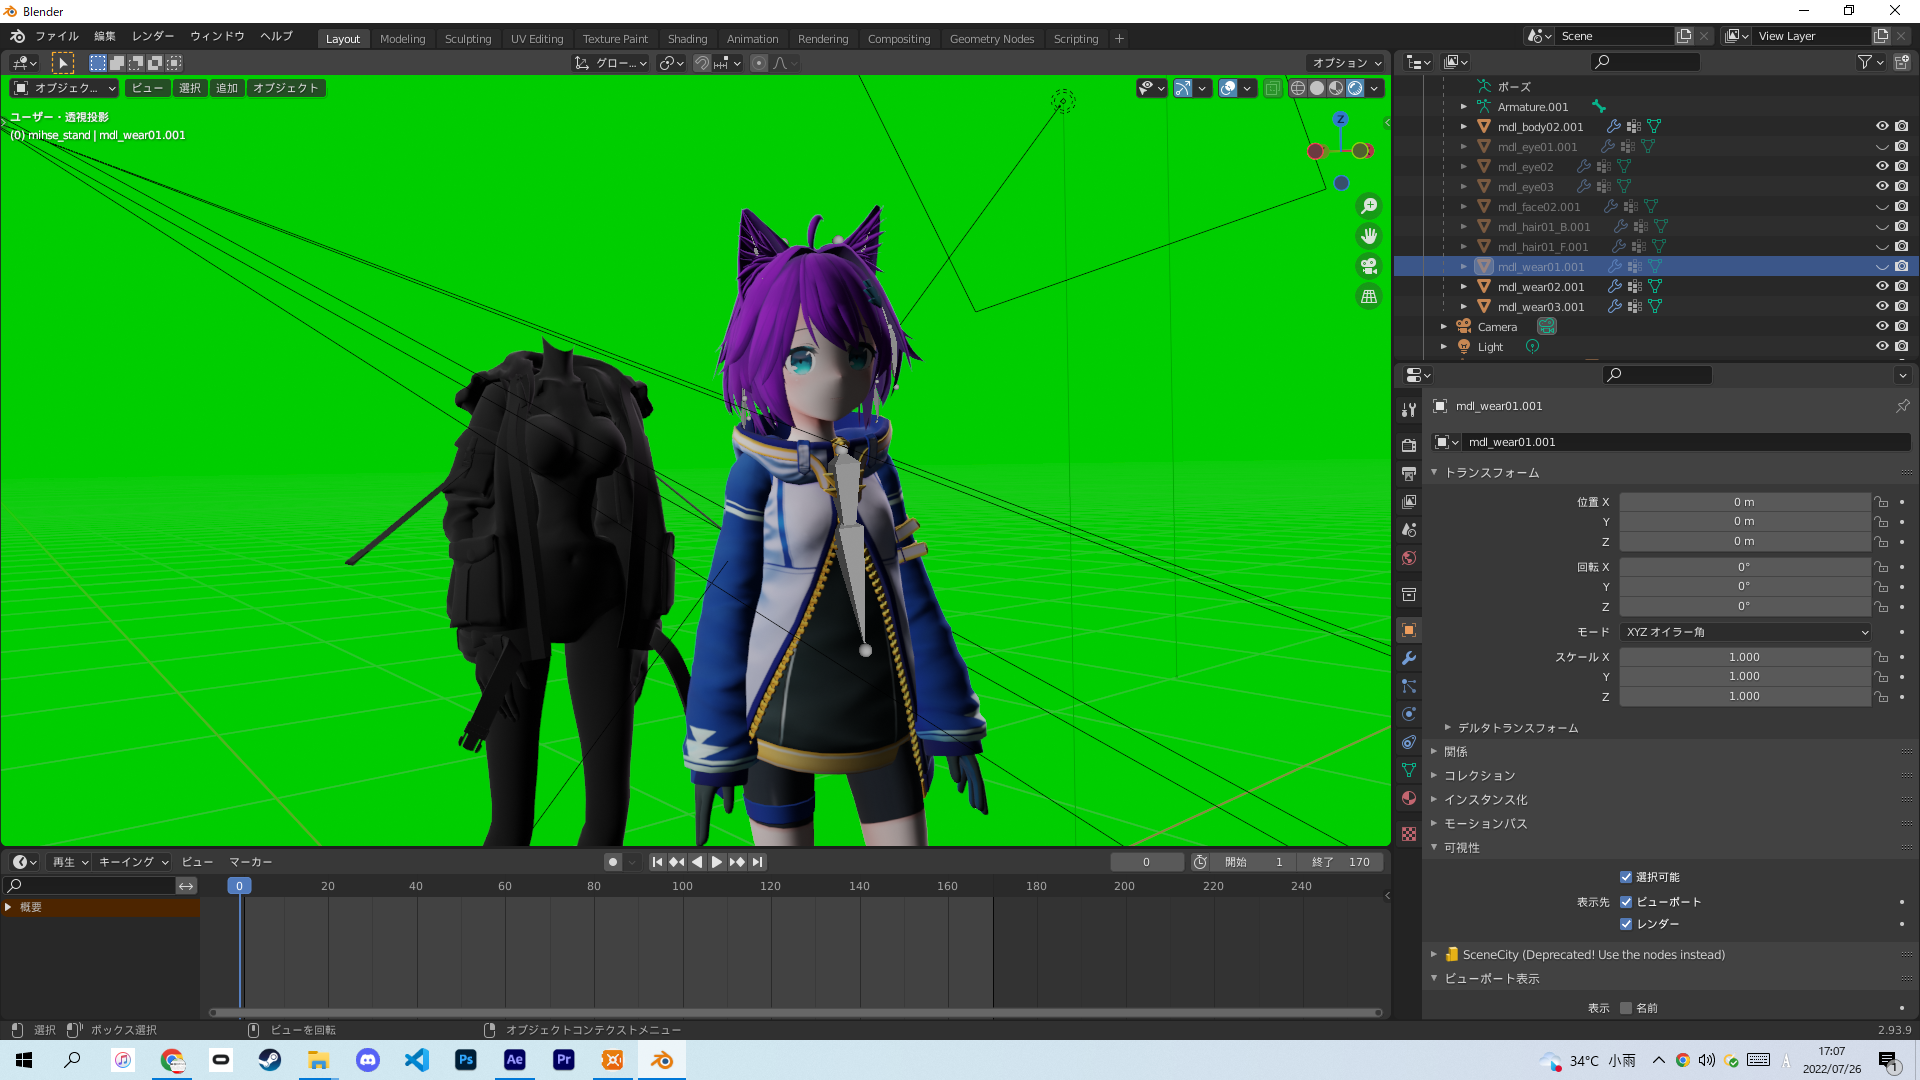 Blender
ファイル 編集 レンダー ウィンドウ ヘルプ Layout Modeling Sculpting UV Editing Texture Paint Shading Animation Rendering Compositing Geometry Nodes Scripting + Scene View Layer
グロー... オプション
オブジェク... ビュー 選択 追加 オブジェクト
ユーザー・透視投影
(0) mihse_stand | mdl_wear01.001
Z
ポーズ
Armature.001
mdl_body02.001
mdl_eye01.001
mdl_eye02
mdl_eye03
mdl_face02.001
mdl_hair01_B.001
mdl_hair01_F.001
mdl_wear01.001
mdl_wear02.001
mdl_wear03.001
Camera
Light
mdl_wear01.001
mdl_wear01.001
トランスフォーム
位置 X 0 m
Y 0 m
Z 0 m
回転 X 0°
Y 0°
Z 0°
モード XYZ オイラー角
スケール X 1.000
Y 1.000
Z 1.000
デルタトランスフォーム
関係
コレクション
インスタンス化
モーションパス
可視性
選択可能
表示先 ビューポート
レンダー
SceneCity (Deprecated! Use the nodes instead)
ビューポート表示
表示 名前
再生 キーイング ビュー マーカー 0 開始 1 終了 170
0 20 40 60 80 100 120 140 160 180 200 220 240
概要
選択 ボックス選択 ビューを回転 オブジェクトコンテクストメニュー 2.93.9
Ps Ae Pr 34°C 小雨 A 17:07
2022/07/26 1